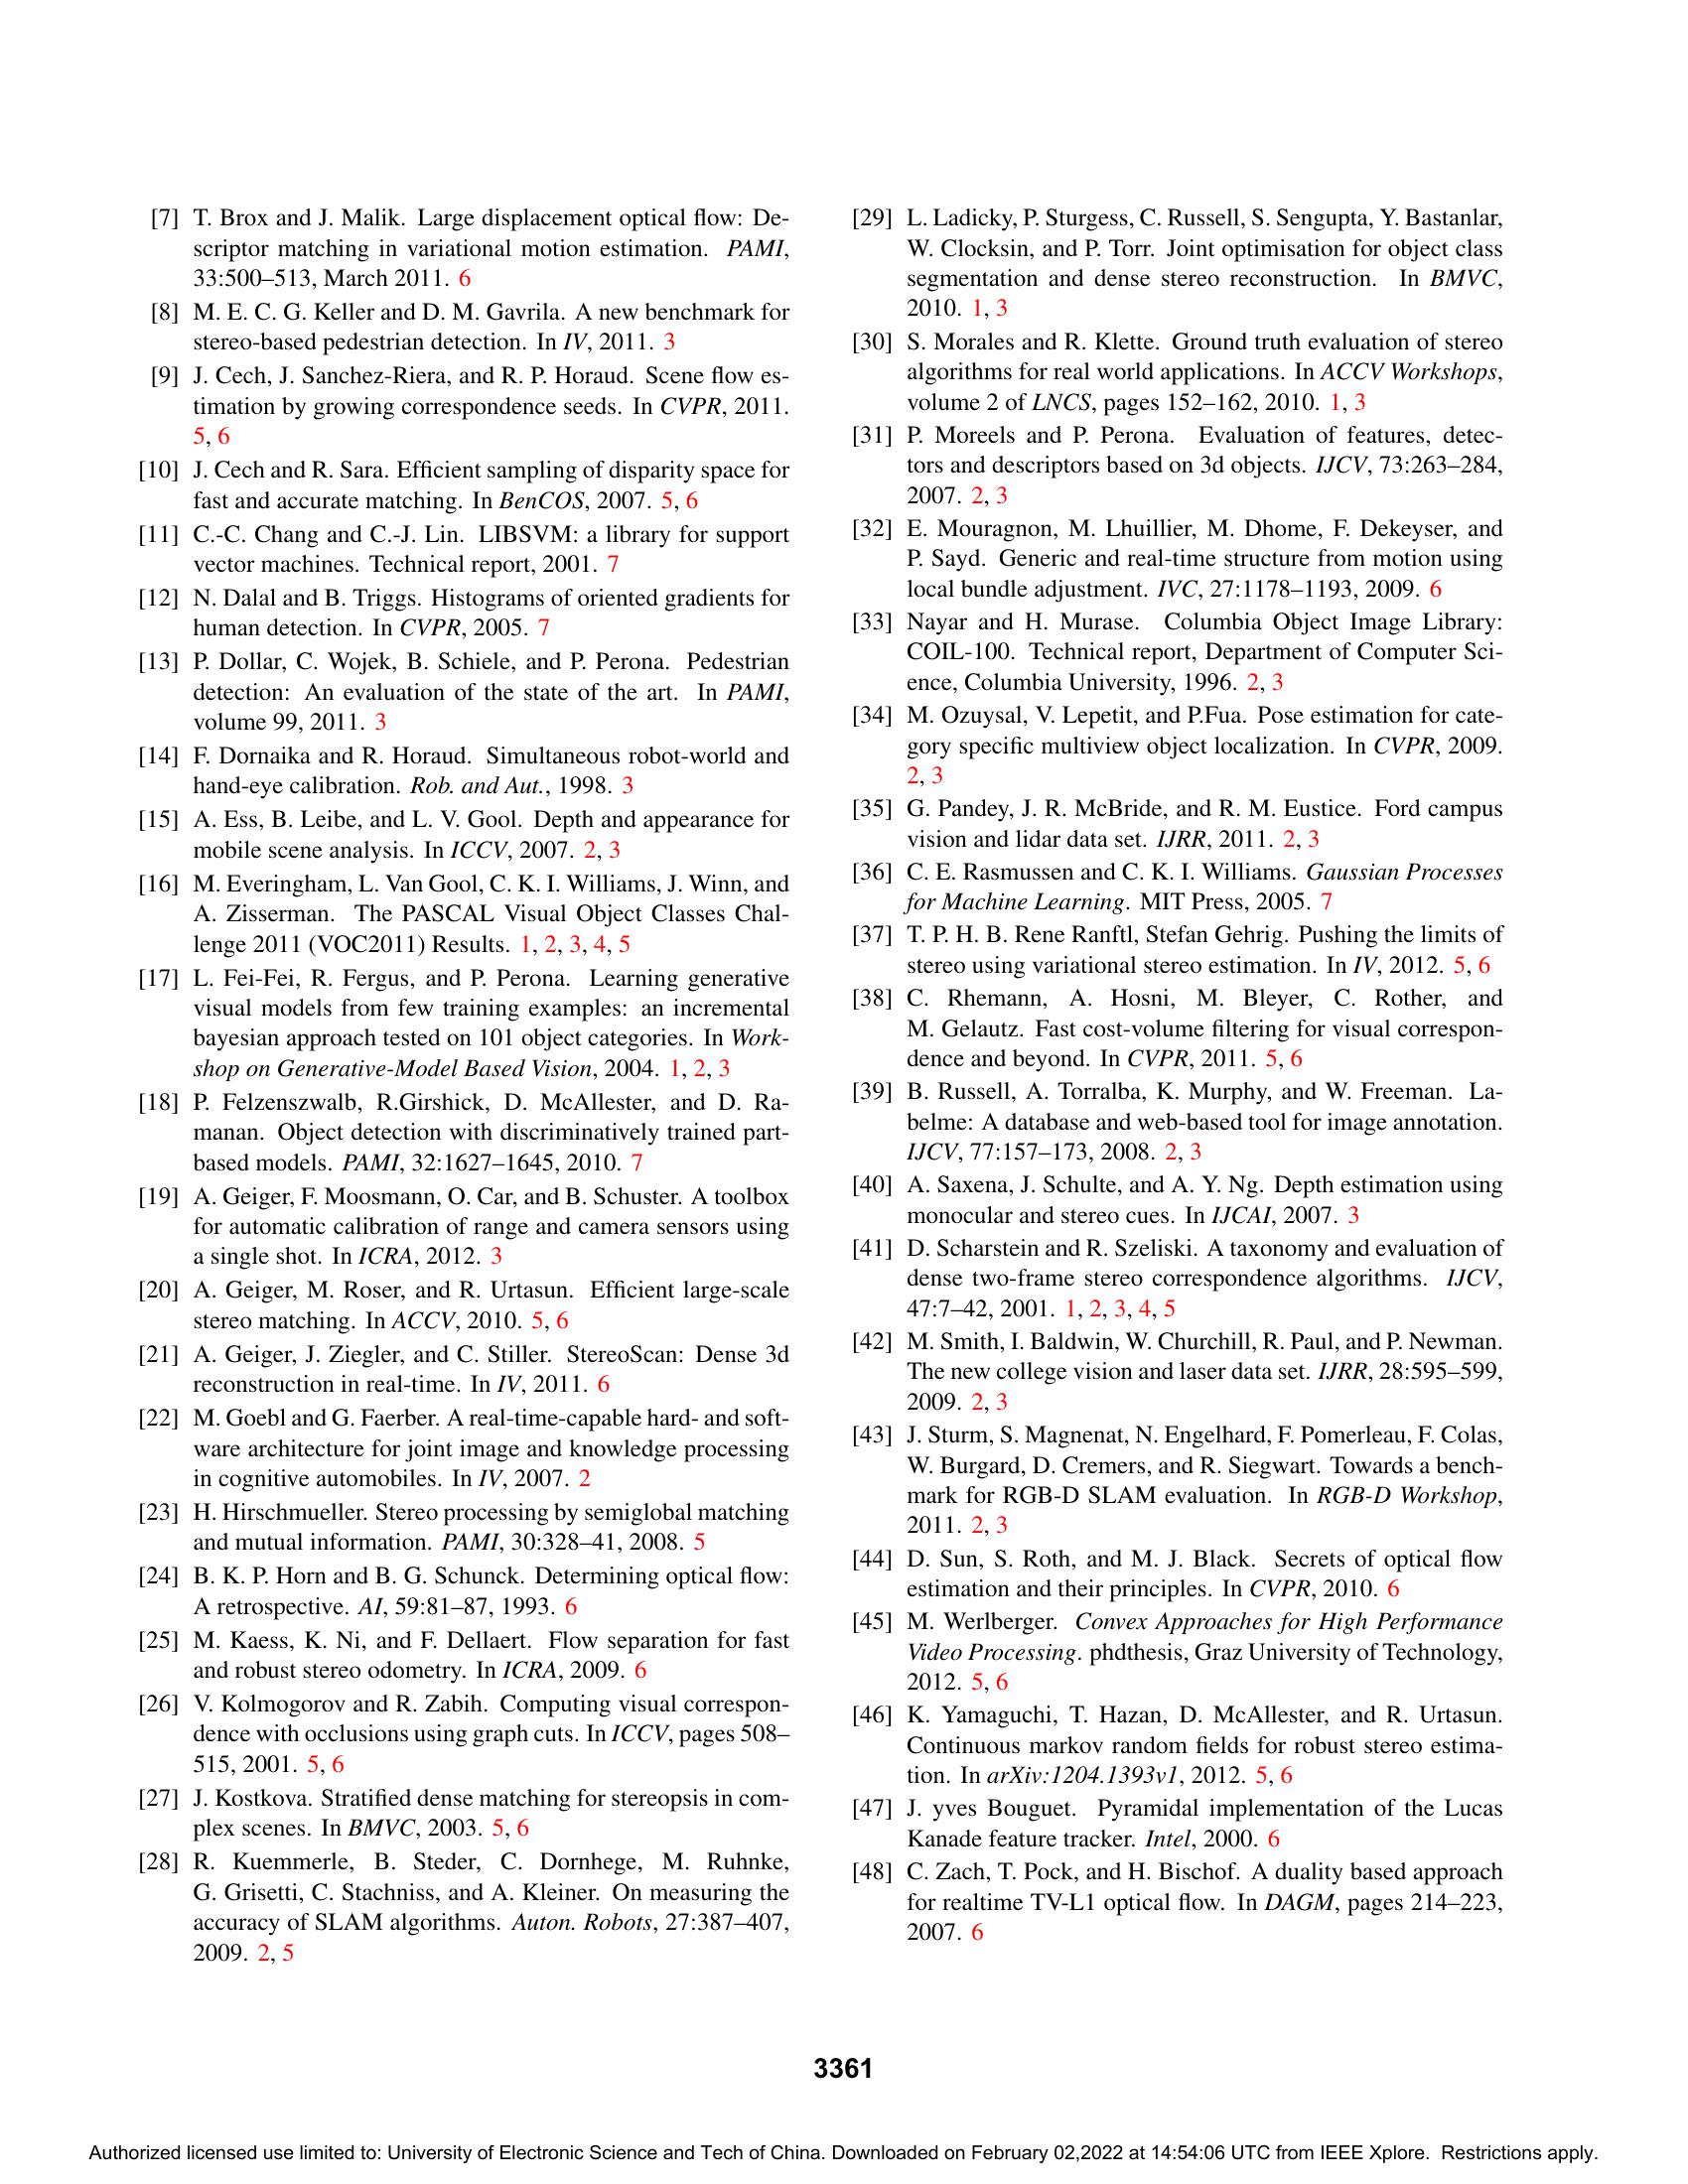 [7] T. Brox and J. Malik. Large displacement optical flow: De-
scriptor matching in variational motion estimation. PAMI,
33:500–513, March 2011. 6
[8] M. E. C. G. Keller and D. M. Gavrila. A new benchmark for
stereo-based pedestrian detection. In IV, 2011. 3
[9] J. Cech, J. Sanchez-Riera, and R. P. Horaud. Scene flow es-
timation by growing correspondence seeds. In CVPR, 2011.
5, 6
[10] J. Cech and R. Sara. Efficient sampling of disparity space for
fast and accurate matching. In BenCOS, 2007. 5, 6
[11] C.-C. Chang and C.-J. Lin. LIBSVM: a library for support
vector machines. Technical report, 2001. 7
[12] N. Dalal and B. Triggs. Histograms of oriented gradients for
human detection. In CVPR, 2005. 7
[13] P. Dollar, C. Wojek, B. Schiele, and P. Perona. Pedestrian
detection: An evaluation of the state of the art. In PAMI,
volume 99, 2011. 3
[14] F. Dornaika and R. Horaud. Simultaneous robot-world and
hand-eye calibration. Rob. and Aut., 1998. 3
[15] A. Ess, B. Leibe, and L. V. Gool. Depth and appearance for
mobile scene analysis. In ICCV, 2007. 2, 3
[16] M. Everingham, L. Van Gool, C. K. I. Williams, J. Winn, and
A. Zisserman. The PASCAL Visual Object Classes Chal-
lenge 2011 (VOC2011) Results. 1, 2, 3, 4, 5
[17] L. Fei-Fei, R. Fergus, and P. Perona. Learning generative
visual models from few training examples: an incremental
bayesian approach tested on 101 object categories. In Work-
shop on Generative-Model Based Vision, 2004. 1, 2, 3
[18] P. Felzenszwalb, R.Girshick, D. McAllester, and D. Ra-
manan. Object detection with discriminatively trained part-
based models. PAMI, 32:1627–1645, 2010. 7
[19] A. Geiger, F. Moosmann, O. Car, and B. Schuster. A toolbox
for automatic calibration of range and camera sensors using
a single shot. In ICRA, 2012. 3
[20] A. Geiger, M. Roser, and R. Urtasun. Efficient large-scale
stereo matching. In ACCV, 2010. 5, 6
[21] A. Geiger, J. Ziegler, and C. Stiller. StereoScan: Dense 3d
reconstruction in real-time. In IV, 2011. 6
[22] M. Goebl and G. Faerber. A real-time-capable hard- and soft-
ware architecture for joint image and knowledge processing
in cognitive automobiles. In IV, 2007. 2
[23] H. Hirschmueller. Stereo processing by semiglobal matching
and mutual information. PAMI, 30:328–41, 2008. 5
[24] B. K. P. Horn and B. G. Schunck. Determining optical flow:
A retrospective. AI, 59:81–87, 1993. 6
[25] M. Kaess, K. Ni, and F. Dellaert. Flow separation for fast
and robust stereo odometry. In ICRA, 2009. 6
[26] V. Kolmogorov and R. Zabih. Computing visual correspon-
dence with occlusions using graph cuts. In ICCV, pages 508–
515, 2001. 5, 6
[27] J. Kostkova. Stratified dense matching for stereopsis in com-
plex scenes. In BMVC, 2003. 5, 6
[28] R. Kuemmerle, B. Steder, C. Dornhege, M. Ruhnke,
G. Grisetti, C. Stachniss, and A. Kleiner. On measuring the
accuracy of SLAM algorithms. Auton. Robots, 27:387–407,
2009. 2, 5
[29] L. Ladicky, P. Sturgess, C. Russell, S. Sengupta, Y. Bastanlar,
W. Clocksin, and P. Torr. Joint optimisation for object class
segmentation and dense stereo reconstruction. In BMVC,
2010. 1, 3
[30] S. Morales and R. Klette. Ground truth evaluation of stereo
algorithms for real world applications. In ACCV Workshops,
volume 2 of LNCS, pages 152–162, 2010. 1, 3
[31] P. Moreels and P. Perona. Evaluation of features, detec-
tors and descriptors based on 3d objects. IJCV, 73:263–284,
2007. 2, 3
[32] E. Mouragnon, M. Lhuillier, M. Dhome, F. Dekeyser, and
P. Sayd. Generic and real-time structure from motion using
local bundle adjustment. IVC, 27:1178–1193, 2009. 6
[33] Nayar and H. Murase. Columbia Object Image Library:
COIL-100. Technical report, Department of Computer Sci-
ence, Columbia University, 1996. 2, 3
[34] M. Ozuysal, V. Lepetit, and P.Fua. Pose estimation for cate-
gory specific multiview object localization. In CVPR, 2009.
2, 3
[35] G. Pandey, J. R. McBride, and R. M. Eustice. Ford campus
vision and lidar data set. IJRR, 2011. 2, 3
[36] C. E. Rasmussen and C. K. I. Williams. Gaussian Processes
for Machine Learning. MIT Press, 2005. 7
[37] T. P. H. B. Rene Ranftl, Stefan Gehrig. Pushing the limits of
stereo using variational stereo estimation. In IV, 2012. 5, 6
[38] C. Rhemann, A. Hosni, M. Bleyer, C. Rother, and
M. Gelautz. Fast cost-volume filtering for visual correspon-
dence and beyond. In CVPR, 2011. 5, 6
[39] B. Russell, A. Torralba, K. Murphy, and W. Freeman. La-
belme: A database and web-based tool for image annotation.
IJCV, 77:157–173, 2008. 2, 3
[40] A. Saxena, J. Schulte, and A. Y. Ng. Depth estimation using
monocular and stereo cues. In IJCAI, 2007. 3
[41] D. Scharstein and R. Szeliski. A taxonomy and evaluation of
dense two-frame stereo correspondence algorithms. IJCV,
47:7–42, 2001. 1, 2, 3, 4, 5
[42] M. Smith, I. Baldwin, W. Churchill, R. Paul, and P. Newman.
The new college vision and laser data set. IJRR, 28:595–599,
2009. 2, 3
[43] J. Sturm, S. Magnenat, N. Engelhard, F. Pomerleau, F. Colas,
W. Burgard, D. Cremers, and R. Siegwart. Towards a bench-
mark for RGB-D SLAM evaluation. In RGB-D Workshop,
2011. 2, 3
[44] D. Sun, S. Roth, and M. J. Black. Secrets of optical flow
estimation and their principles. In CVPR, 2010. 6
[45] M. Werlberger. Convex Approaches for High Performance
Video Processing. phdthesis, Graz University of Technology,
2012. 5, 6
[46] K. Yamaguchi, T. Hazan, D. McAllester, and R. Urtasun.
Continuous markov random fields for robust stereo estima-
tion. In arXiv:1204.1393v1, 2012. 5, 6
[47] J. yves Bouguet. Pyramidal implementation of the Lucas
Kanade feature tracker. Intel, 2000. 6
[48] C. Zach, T. Pock, and H. Bischof. A duality based approach
for realtime TV-L1 optical flow. In DAGM, pages 214–223,
2007. 6
3361
Authorized licensed use limited to: University of Electronic Science and Tech of China. Downloaded on February 02,2022 at 14:54:06 UTC from IEEE Xplore. Restrictions apply.